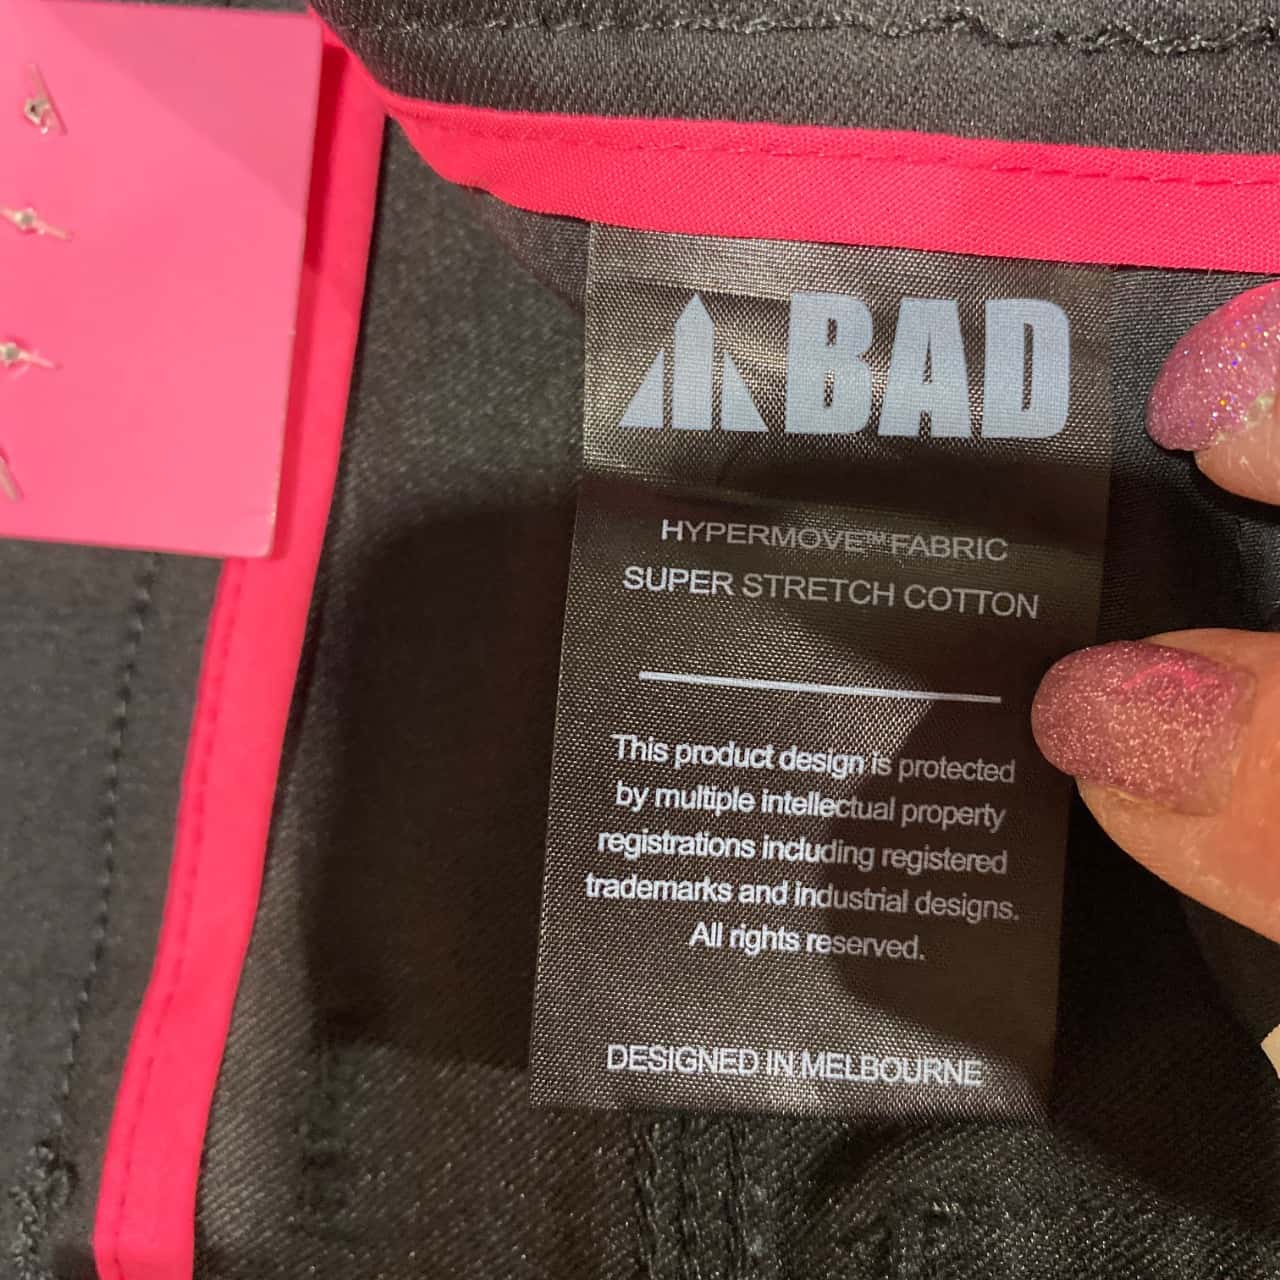 BAD
HYPERMOVE™ FABRIC
SUPER STRETCH COTTON
This product design is protected
by multiple intellectual property
registrations including registered
trademarks and industrial designs.
All rights reserved.
DESIGNED IN MELBOURNE